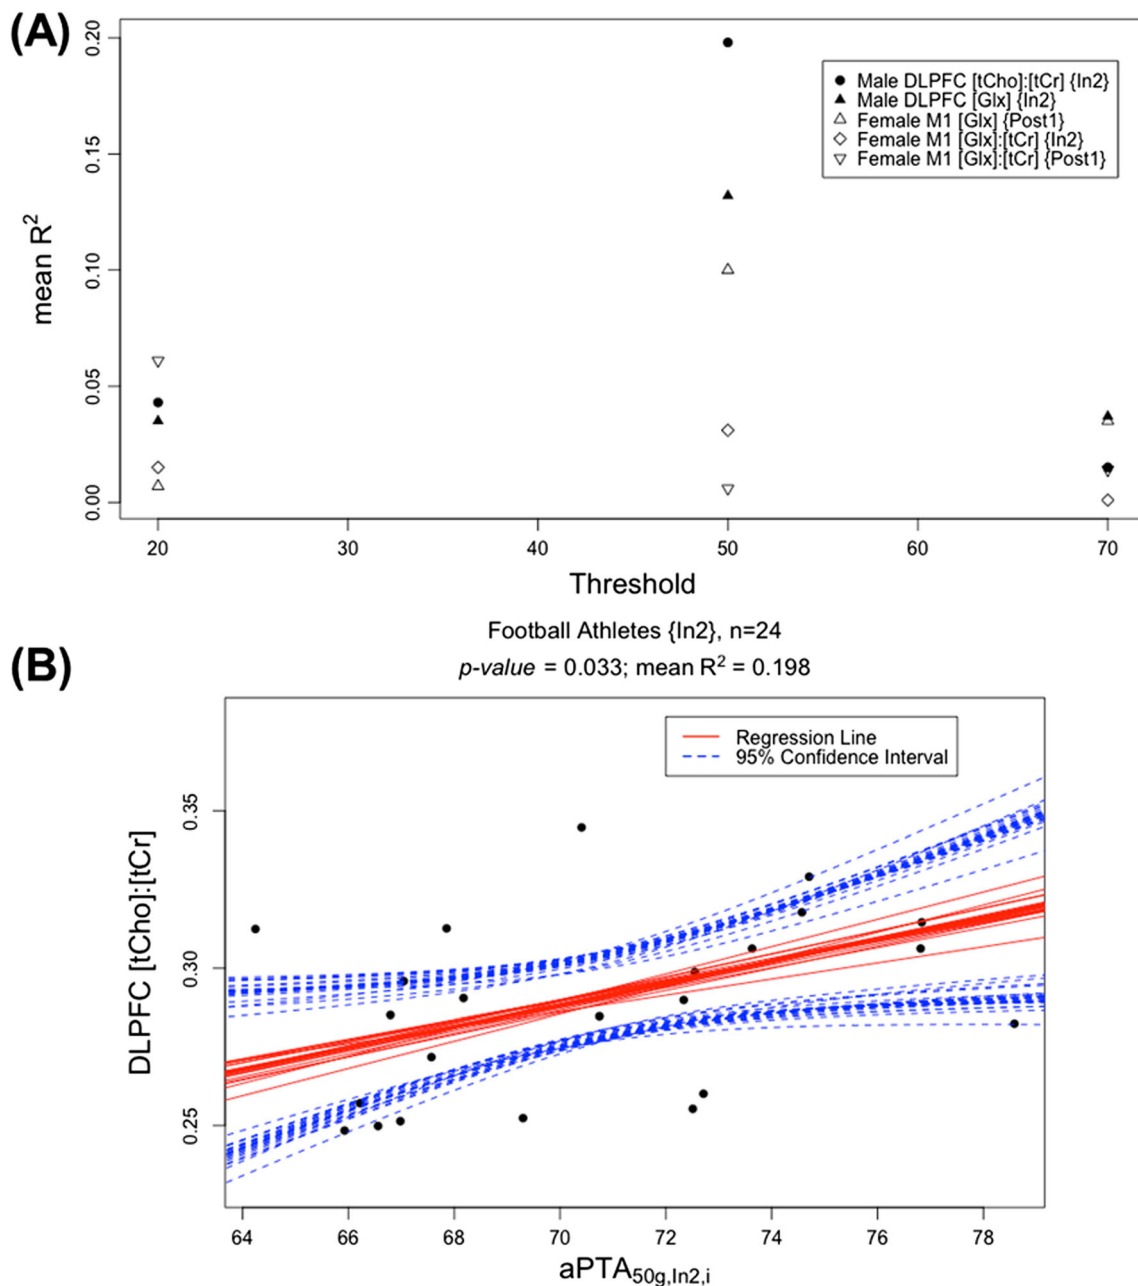 (A)
0.20
0.15
0.10
0.05
0.00
mean R²
Male DLPFC [tCho]:[tCr] {In2}
Male DLPFC [Glx] {In2}
Female M1 [Glx] {Post1}
Female M1 [Glx]:[tCr] {In2}
Female M1 [Glx]:[tCr] {Post1}
20 30 40 50 60 70
Threshold
(B)
Football Athletes {In2}, n=24
p-value = 0.033; mean R² = 0.198
Regression Line
95% Confidence Interval
0.35
0.30
0.25
DLPFC [tCho]:[tCr]
64 66 68 70 72 74 76 78
aPTA50g,In2,i